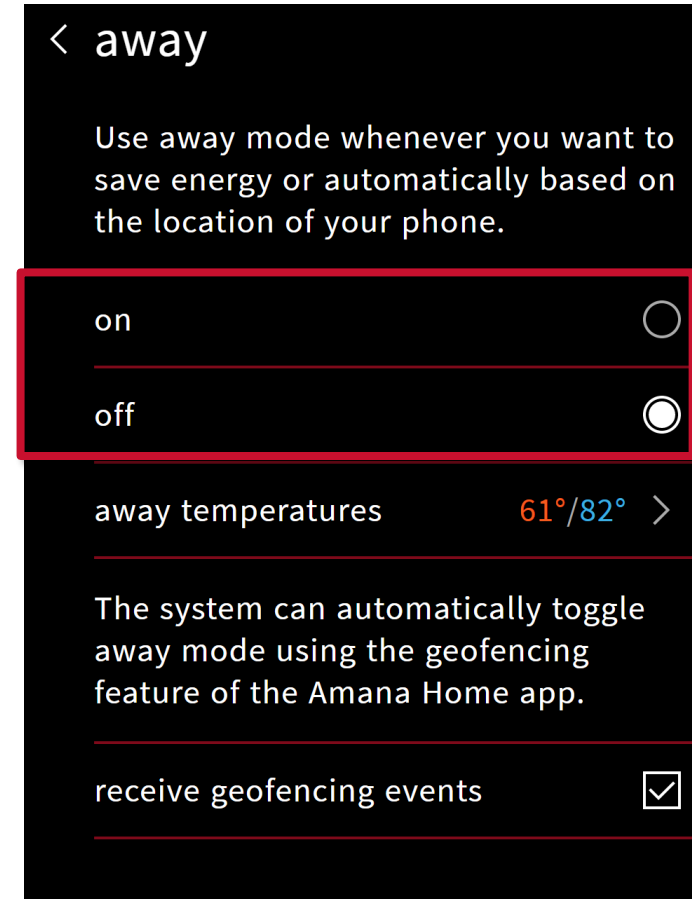 away
Use away mode whenever you want to
save energy or automatically based on
the location of your phone.
on
off
away temperatures 61°/82°
The system can automatically toggle
away mode using the geofencing
feature of the Amana Home app.
receive geofencing events